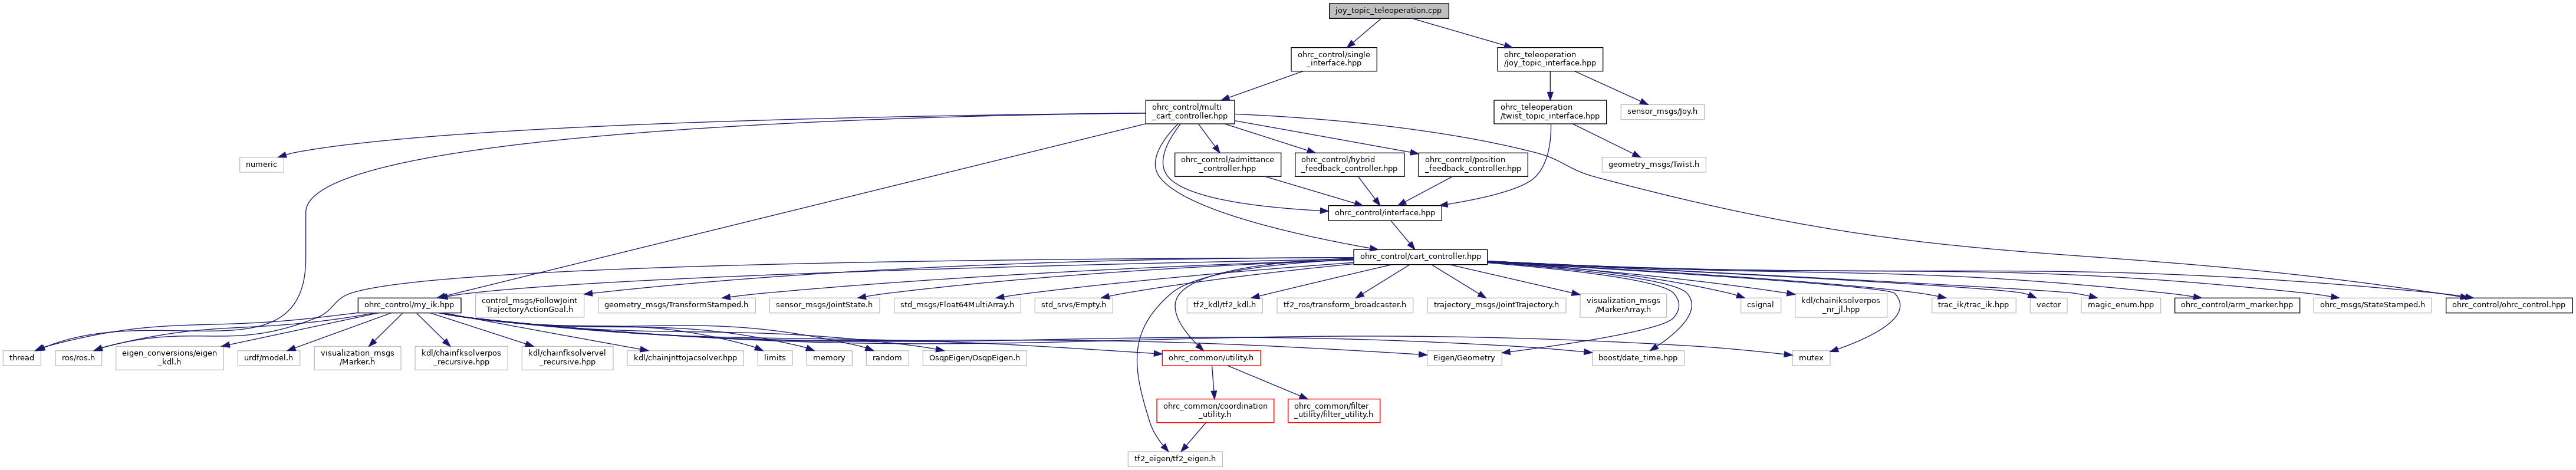 joy_topic_teleoperation.cpp
ohrc_control/single
_interface.hpp
ohrc_teleoperation
/joy_topic_interface.hpp
ohrc_control/multi
_cart_controller.hpp
ohrc_teleoperation
/twist_topic_interface.hpp
sensor_msgs/Joy.h
numeric
ohrc_control/admittance
_controller.hpp
ohrc_control/hybrid
_feedback_controller.hpp
ohrc_control/position
_feedback_controller.hpp
geometry_msgs/Twist.h
ohrc_control/interface.hpp
ohrc_control/cart_controller.hpp
ohrc_control/my_ik.hpp
control_msgs/FollowJoint
TrajectoryActionGoal.h
geometry_msgs/TransformStamped.h
sensor_msgs/JointState.h
std_msgs/Float64MultiArray.h
std_srvs/Empty.h
tf2_kdl/tf2_kdl.h
tf2_ros/transform_broadcaster.h
trajectory_msgs/JointTrajectory.h
visualization_msgs
/MarkerArray.h
csignal
kdl/chainiksolverpos
_nr_jl.hpp
trac_ik/trac_ik.hpp
vector
magic_enum.hpp
ohrc_control/arm_marker.hpp
ohrc_msgs/StateStamped.h
ohrc_control/ohrc_control.hpp
thread
ros/ros.h
eigen_conversions/eigen
_kdl.h
urdf/model.h
visualization_msgs
/Marker.h
kdl/chainfksolverpos
_recursive.hpp
kdl/chainfksolvervel
_recursive.hpp
kdl/chainjnttojacsolver.hpp
limits
memory
random
OsqpEigen/OsqpEigen.h
ohrc_common/utility.h
Eigen/Geometry
boost/date_time.hpp
mutex
ohrc_common/coordination
_utility.h
ohrc_common/filter
_utility/filter_utility.h
tf2_eigen/tf2_eigen.h